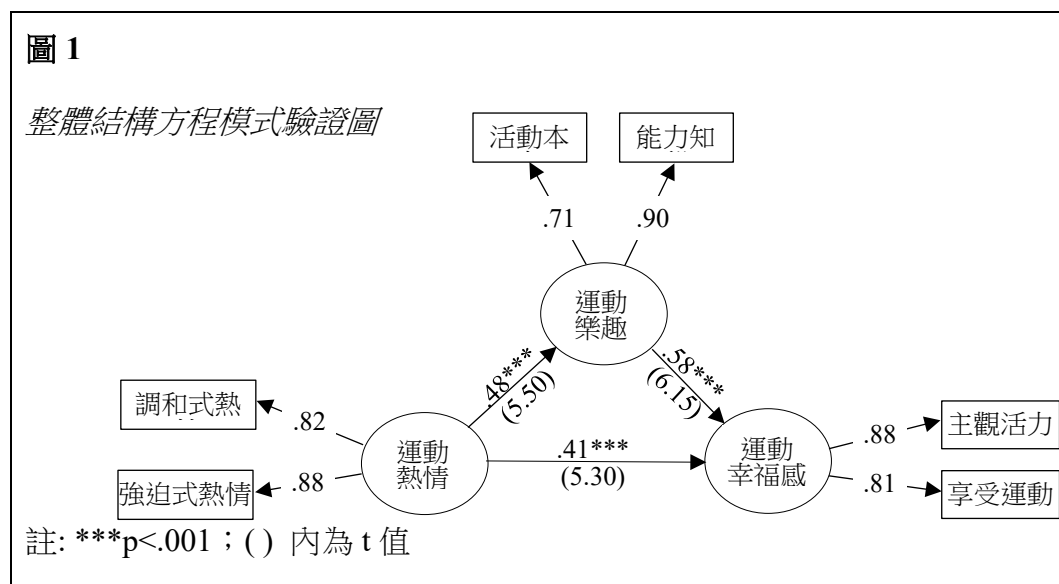 圖 1
整體結構方程模式驗證圖
活動本
能力知
.71
.90
運動
樂趣
.48***
(5.50)
.58***
(6.15)
調和式熱
.82
強迫式熱情
.88
運動
熱情
.41***
(5.30)
運動
幸福感
.88
主觀活力
.81
享受運動
註: ***p<.001；( ) 內為 t 值